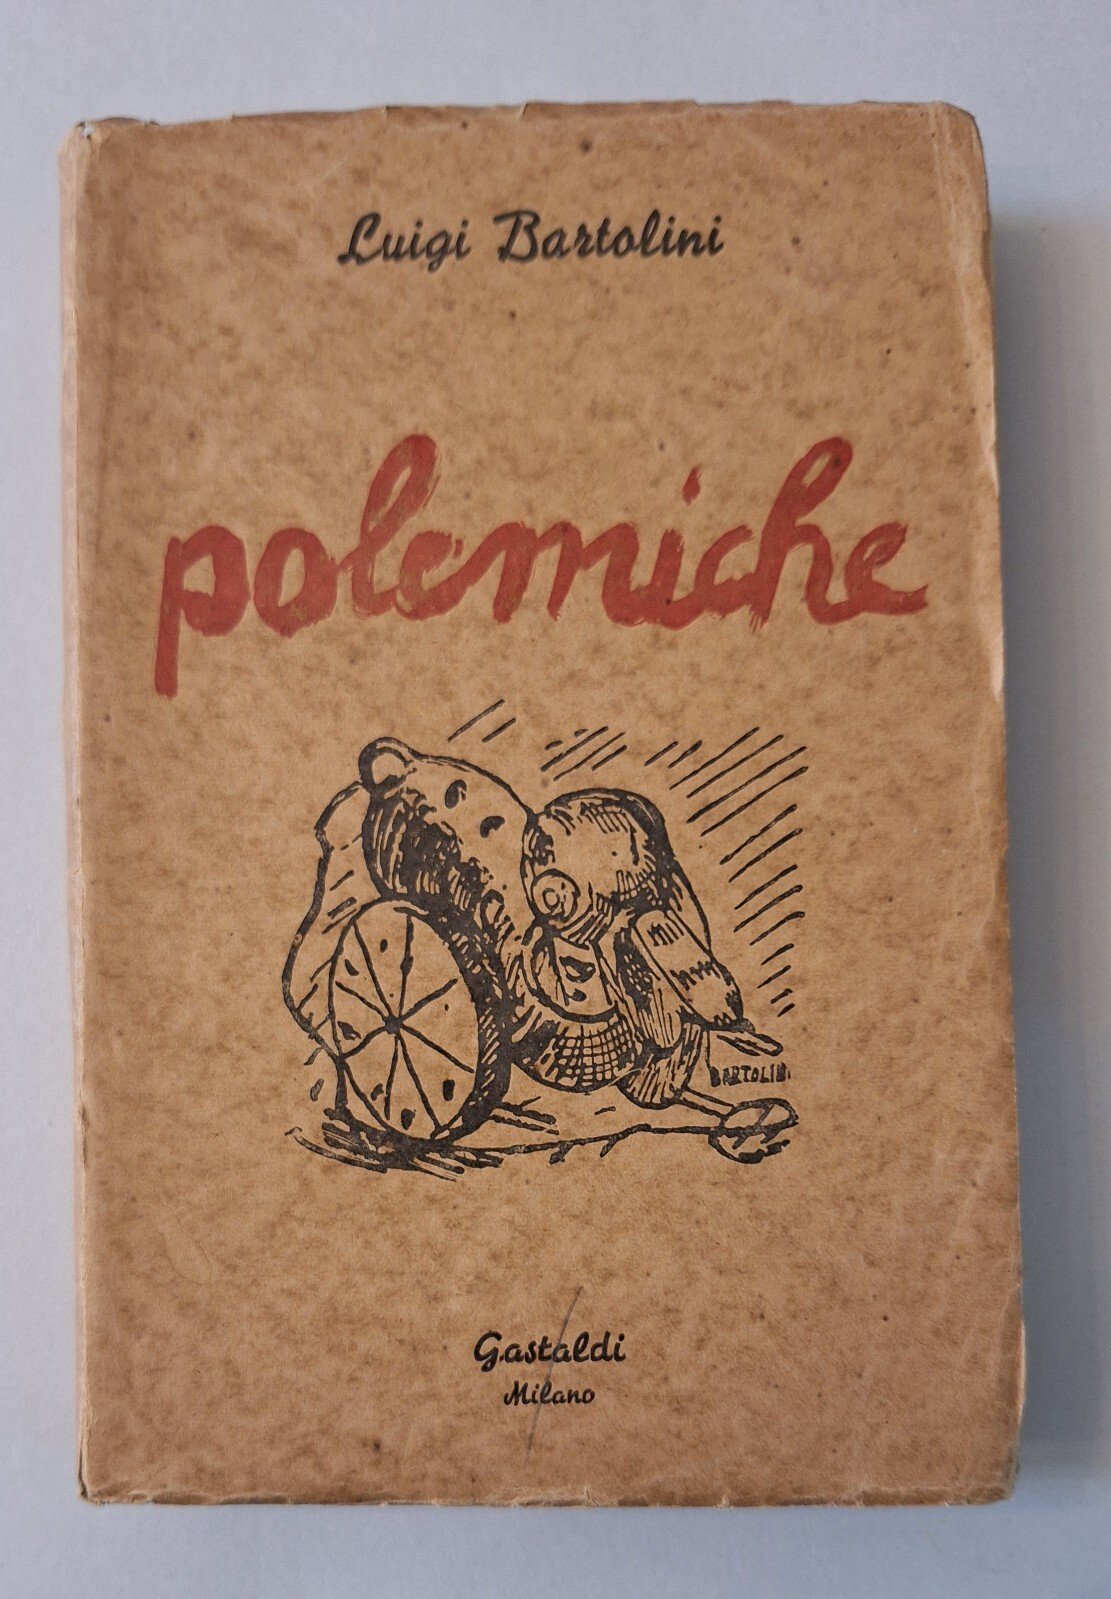 Luigi Bartolini
polemiche
BARTOLINI
Gastaldi
Milano